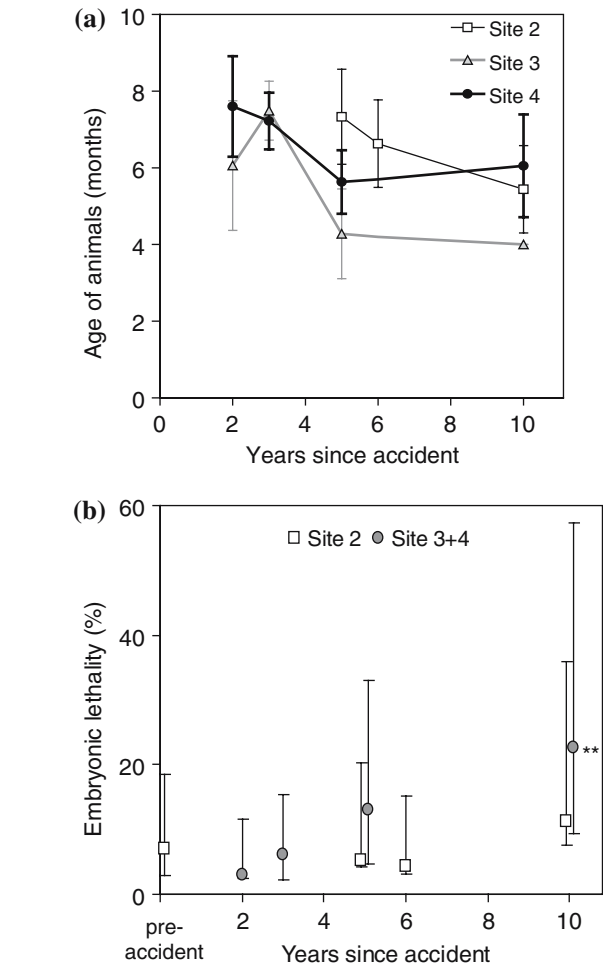 (a)
10
8
6
4
2
0
Age of animals (months)
Site 2
Site 3
Site 4
0 2 4 6 8 10
Years since accident
(b)
60
40
20
0
Embryonic lethality (%)
Site 2 Site 3+4
**
pre-
accident
2 4 6 8 10
Years since accident